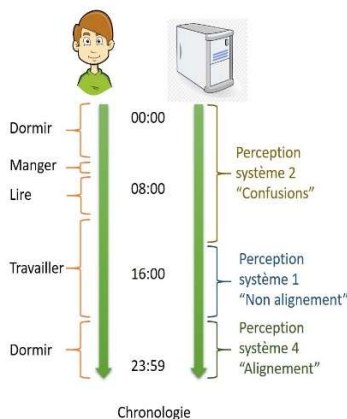 00:00
Dormir
Manger
Lire
08:00
Perception
système 2
“Confusions”
Travailler
16:00
Perception
système 1
“Non alignement”
Dormir
23:59
Perception
système 4
“Alignement”
Chronologie